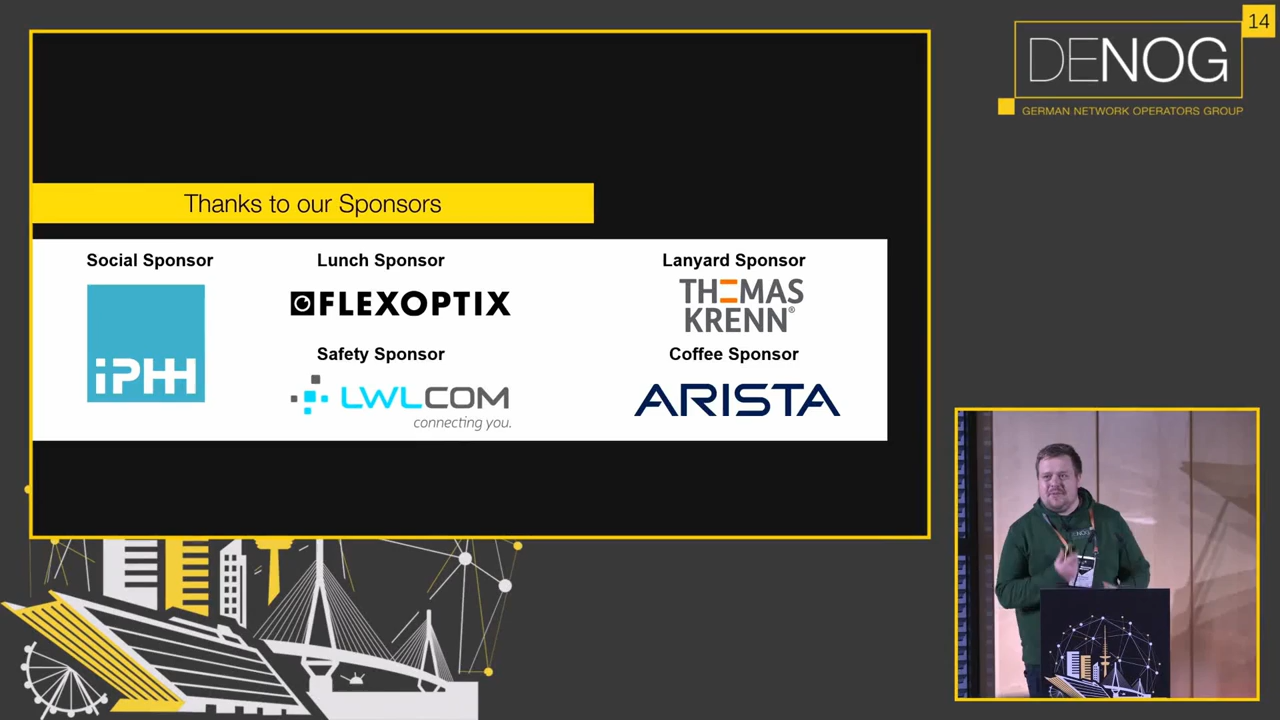 14
DENOG
GERMAN NETWORK OPERATORS GROUP
Thanks to our Sponsors
Social Sponsor
iPHH
Lunch Sponsor
FLEXOPTIX
Safety Sponsor
LWLCOM
connecting you.
Lanyard Sponsor
THOMAS
KRENN®
Coffee Sponsor
ARISTA